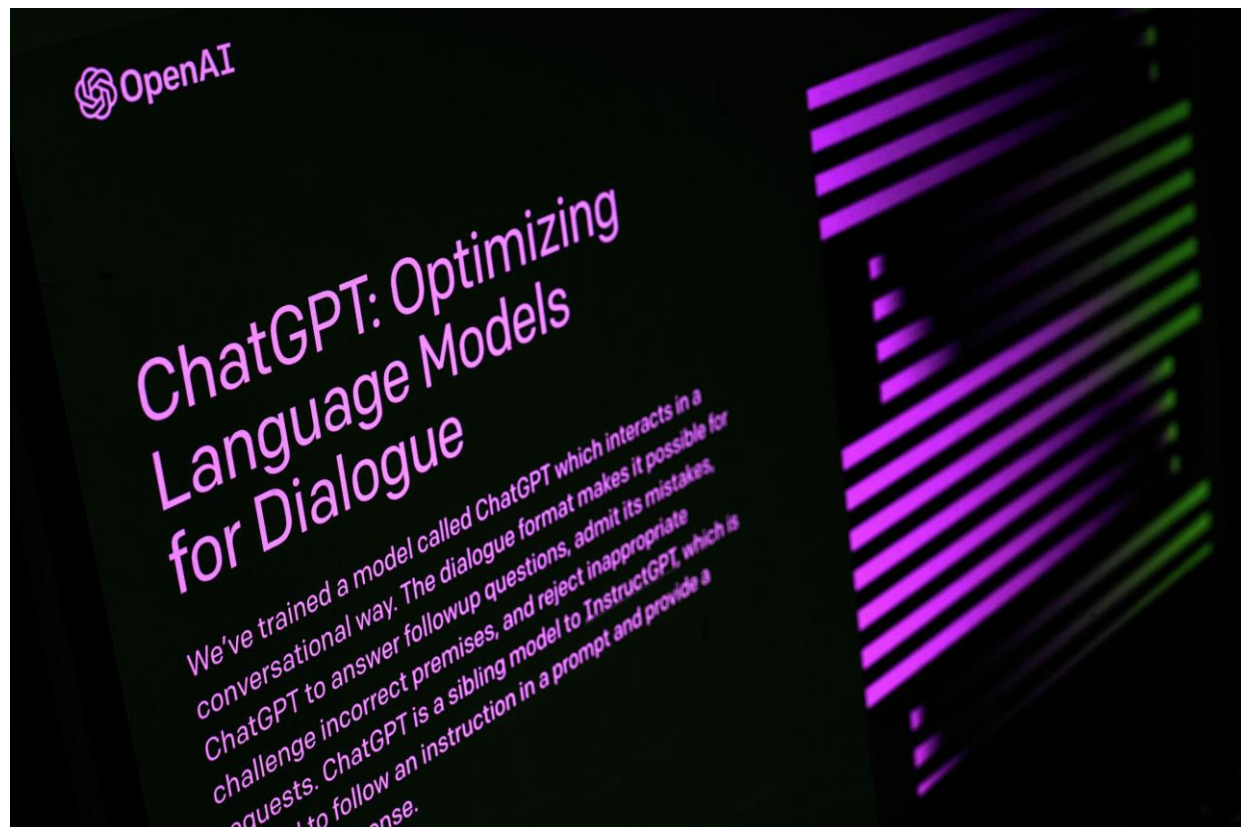 OpenAI
ChatGPT: Optimizing
Language Models
for Dialogue
We've trained a model called ChatGPT which interacts in a
conversational way. The dialogue format makes it possible for
ChatGPT to answer followup questions, admit its mistakes,
challenge incorrect premises, and reject inappropriate
equests. ChatGPT is a sibling model to InstructGPT, which is
d to follow an instruction in a prompt and provide a
onse.